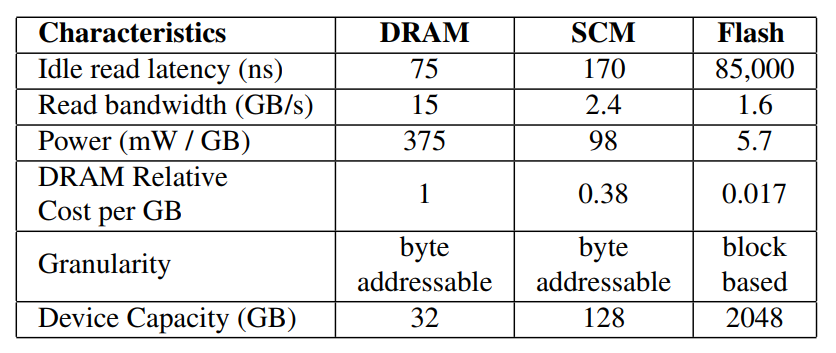 Characteristics DRAM SCM Flash
Idle read latency (ns) 75 170 85,000
Read bandwidth (GB/s) 15 2.4 1.6
Power (mW / GB) 375 98 5.7
DRAM Relative
Cost per GB 1 0.38 0.017
Granularity byte addressable byte addressable block based
Device Capacity (GB) 32 128 2048